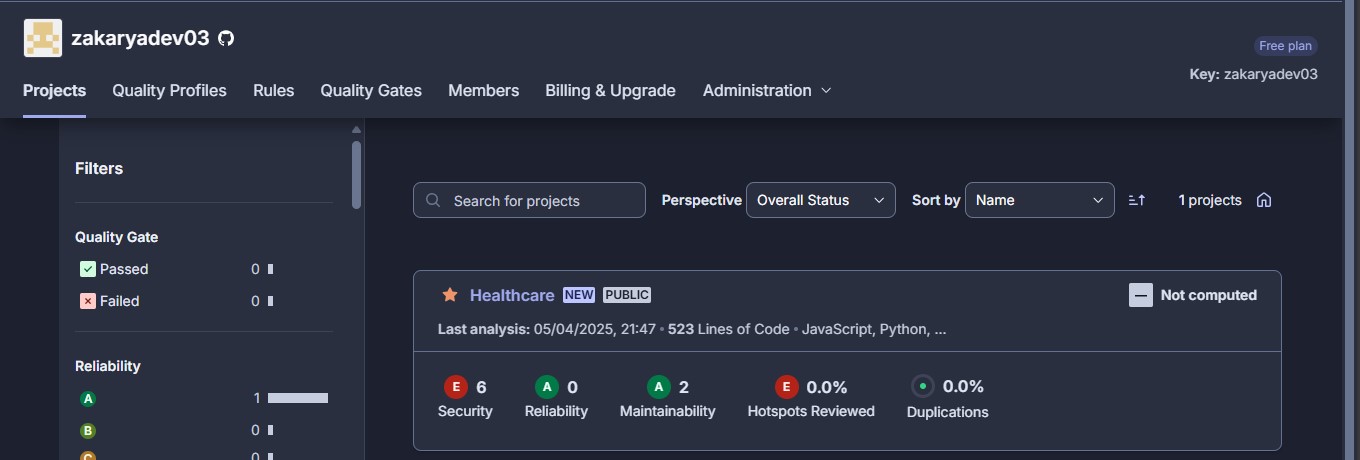 zakaryadev03
Free plan
Key: zakaryadev03
Projects Quality Profiles Rules Quality Gates Members Billing & Upgrade Administration
Filters
Quality Gate
Passed 0
Failed 0
Reliability
A 1
B 0
C 0
Search for projects Perspective Overall Status Sort by Name 1 projects
Healthcare NEW PUBLIC Not computed
Last analysis: 05/04/2025, 21:47 • 523 Lines of Code • JavaScript, Python, ...
E 6 A 0 A 2 E 0.0% 0.0%
Security Reliability Maintainability Hotspots Reviewed Duplications